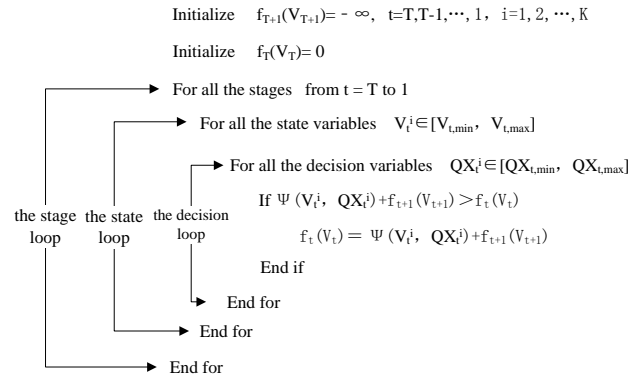 Initialize f_{T+1}(V_{T+1})= - ∞, t=T,T-1,⋯, 1, i=1, 2, ⋯, K
Initialize f_T(V_T)= 0
For all the stages from t = T to 1
For all the state variables V_t^i∈[V_{t,min}, V_{t,max}]
For all the decision variables QX_t^i∈[QX_{t,min}, QX_{t,max}]
If Ψ(V_t^i, QX_t^i)+f_{t+1}(V_{t+1})>f_t(V_t)
f_t(V_t)= Ψ(V_t^i, QX_t^i)+f_{t+1}(V_{t+1})
End if
End for
End for
End for
the stage loop
the state loop
the decision loop